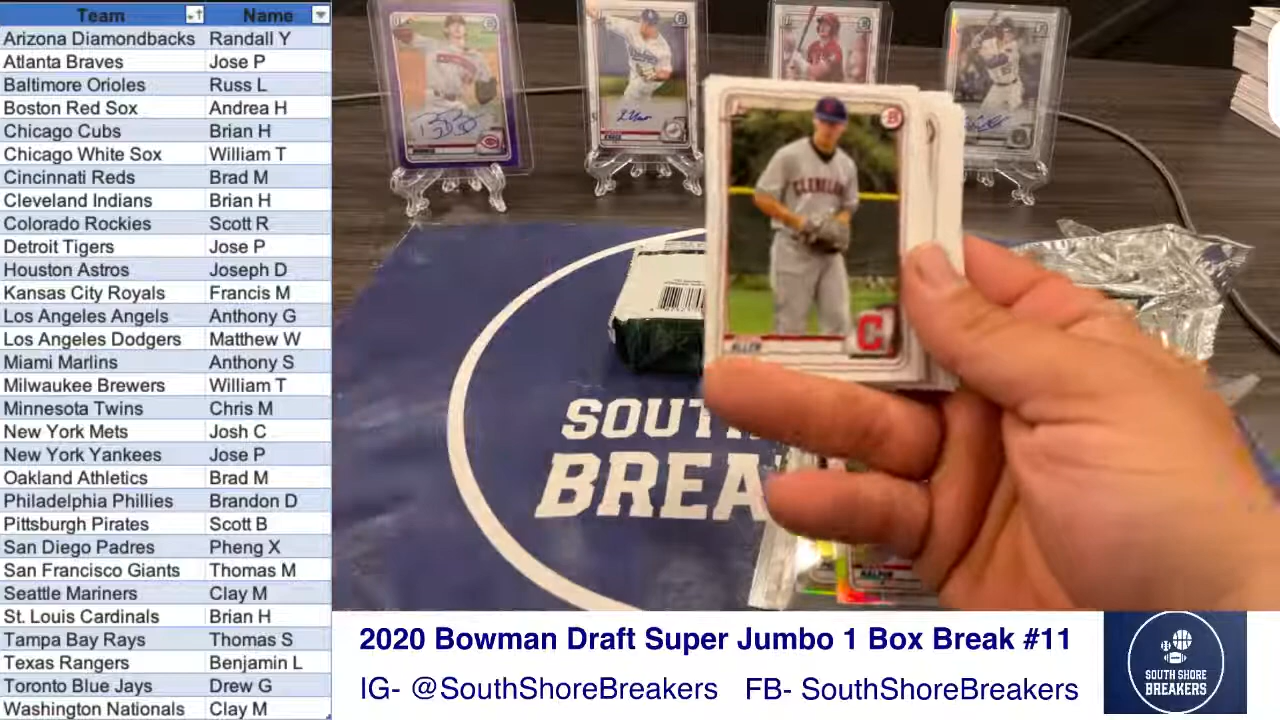 Team Name
Arizona Diamondbacks Randall Y
Atlanta Braves Jose P
Baltimore Orioles Russ L
Boston Red Sox Andrea H
Chicago Cubs Brian H
Chicago White Sox William T
Cincinnati Reds Brad M
Cleveland Indians Brian H
Colorado Rockies Scott R
Detroit Tigers Jose P
Houston Astros Joseph D
Kansas City Royals Francis M
Los Angeles Angels Anthony G
Los Angeles Dodgers Matthew W
Miami Marlins Anthony S
Milwaukee Brewers William T
Minnesota Twins Chris M
New York Mets Josh C
New York Yankees Jose P
Oakland Athletics Brad M
Philadelphia Phillies Brandon D
Pittsburgh Pirates Scott B
San Diego Padres Pheng X
San Francisco Giants Thomas M
Seattle Mariners Clay M
St. Louis Cardinals Brian H
Tampa Bay Rays Thomas S
Texas Rangers Benjamin L
Toronto Blue Jays Drew G
Washington Nationals Clay M
CLEVELAND
C
ALLEN
SOUTH
BREA
2020 Bowman Draft Super Jumbo 1 Box Break #11
IG- @SouthShoreBreakers FB- SouthShoreBreakers
SOUTH SHORE
BREAKERS